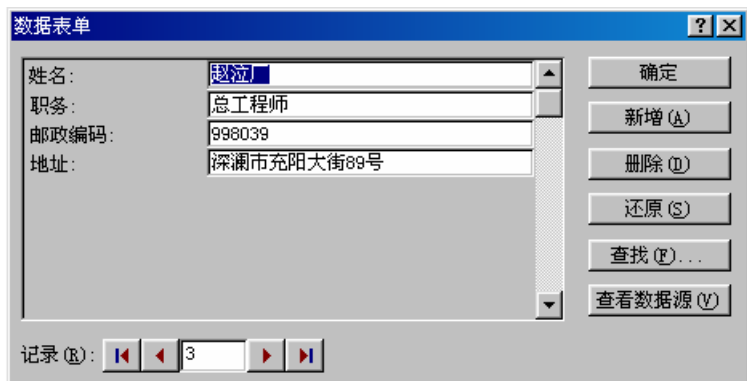 数据表单
姓名: 赵泣厂
职务: 总工程师
邮政编码: 998039
地址: 深澜市充阳大街89号
确定
新增(A)
删除(D)
还原(S)
查找(F)...
查看数据源(V)
记录(R): 3